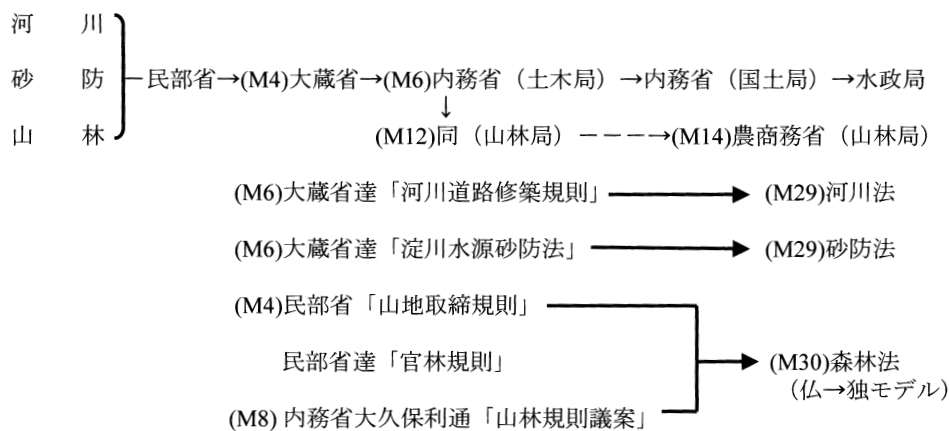 河　川
砂　防 民部省→(M4)大蔵省→(M6)内務省（土木局）→内務省（国土局）→水政局
↓
山　林 (M12)同（山林局）－－－→(M14)農商務省（山林局）
(M6)大蔵省達「河川道路修築規則」 (M29)河川法
(M6)大蔵省達「淀川水源砂防法」 (M29)砂防法
(M4)民部省「山地取締規則」
民部省達「官林規則」 (M30)森林法
（仏→独モデル）
(M8) 内務省大久保利通「山林規則議案」